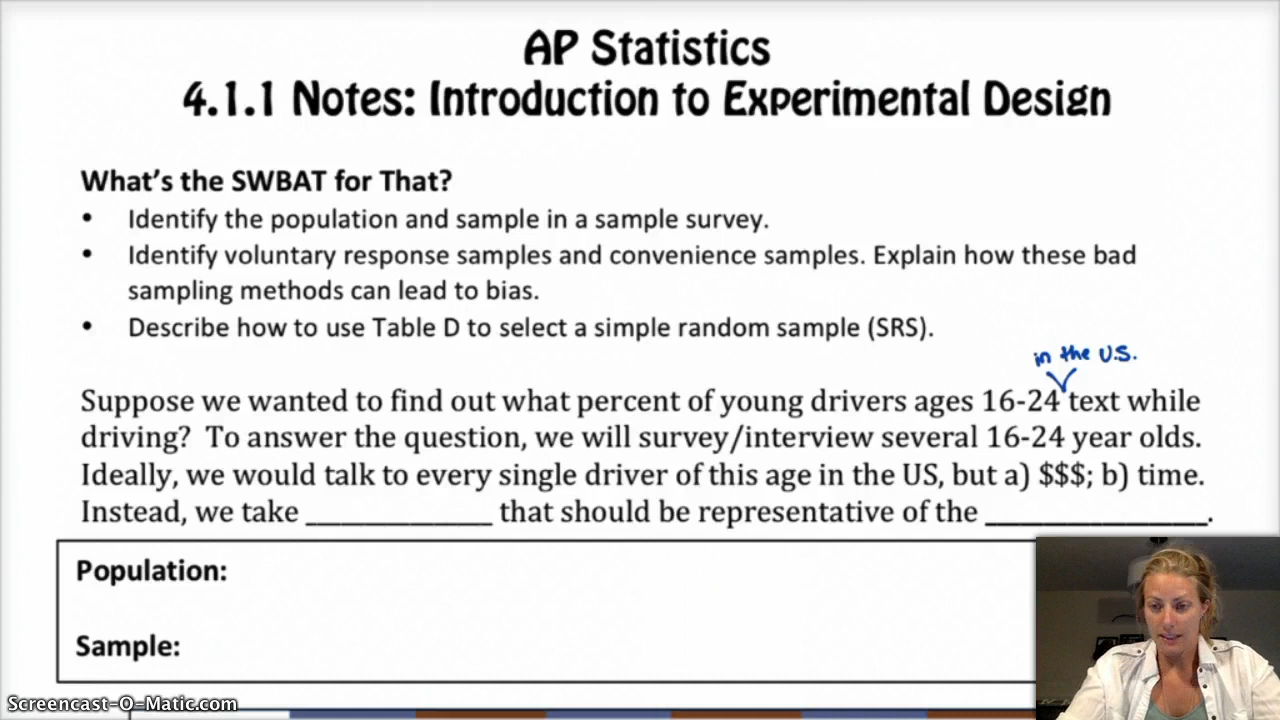 AP Statistics
4.1.1 Notes: Introduction to Experimental Design
What's the SWBAT for That?
• Identify the population and sample in a sample survey.
• Identify voluntary response samples and convenience samples. Explain how these bad
sampling methods can lead to bias.
• Describe how to use Table D to select a simple random sample (SRS).
in the U.S.
Suppose we wanted to find out what percent of young drivers ages 16-24 text while
driving? To answer the question, we will survey/interview several 16-24 year olds.
Ideally, we would talk to every single driver of this age in the US, but a) $$$; b) time.
Instead, we take ______________ that should be representative of the _________________.
Population:
Sample:
Screencast-O-Matic.com